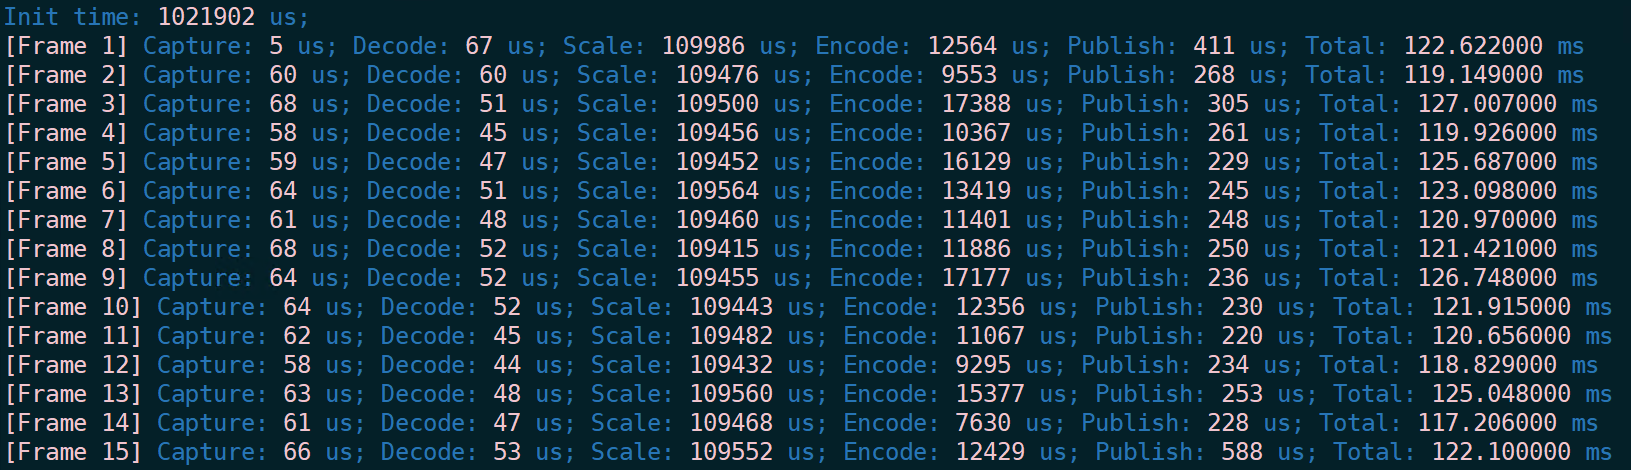 Init time: 1021902 us;
[Frame 1] Capture: 5 us; Decode: 67 us; Scale: 109986 us; Encode: 12564 us; Publish: 411 us; Total: 122.622000 ms
[Frame 2] Capture: 60 us; Decode: 60 us; Scale: 109476 us; Encode: 9553 us; Publish: 268 us; Total: 119.149000 ms
[Frame 3] Capture: 68 us; Decode: 51 us; Scale: 109500 us; Encode: 17388 us; Publish: 305 us; Total: 127.007000 ms
[Frame 4] Capture: 58 us; Decode: 45 us; Scale: 109456 us; Encode: 10367 us; Publish: 261 us; Total: 119.926000 ms
[Frame 5] Capture: 59 us; Decode: 47 us; Scale: 109452 us; Encode: 16129 us; Publish: 229 us; Total: 125.687000 ms
[Frame 6] Capture: 64 us; Decode: 51 us; Scale: 109564 us; Encode: 13419 us; Publish: 245 us; Total: 123.098000 ms
[Frame 7] Capture: 61 us; Decode: 48 us; Scale: 109460 us; Encode: 11401 us; Publish: 248 us; Total: 120.970000 ms
[Frame 8] Capture: 68 us; Decode: 52 us; Scale: 109415 us; Encode: 11886 us; Publish: 250 us; Total: 121.421000 ms
[Frame 9] Capture: 64 us; Decode: 52 us; Scale: 109455 us; Encode: 17177 us; Publish: 236 us; Total: 126.748000 ms
[Frame 10] Capture: 64 us; Decode: 52 us; Scale: 109443 us; Encode: 12356 us; Publish: 230 us; Total: 121.915000 ms
[Frame 11] Capture: 62 us; Decode: 45 us; Scale: 109482 us; Encode: 11067 us; Publish: 220 us; Total: 120.656000 ms
[Frame 12] Capture: 58 us; Decode: 44 us; Scale: 109432 us; Encode: 9295 us; Publish: 234 us; Total: 118.829000 ms
[Frame 13] Capture: 63 us; Decode: 48 us; Scale: 109560 us; Encode: 15377 us; Publish: 253 us; Total: 125.048000 ms
[Frame 14] Capture: 61 us; Decode: 47 us; Scale: 109468 us; Encode: 7630 us; Publish: 228 us; Total: 117.206000 ms
[Frame 15] Capture: 66 us; Decode: 53 us; Scale: 109552 us; Encode: 12429 us; Publish: 588 us; Total: 122.100000 ms